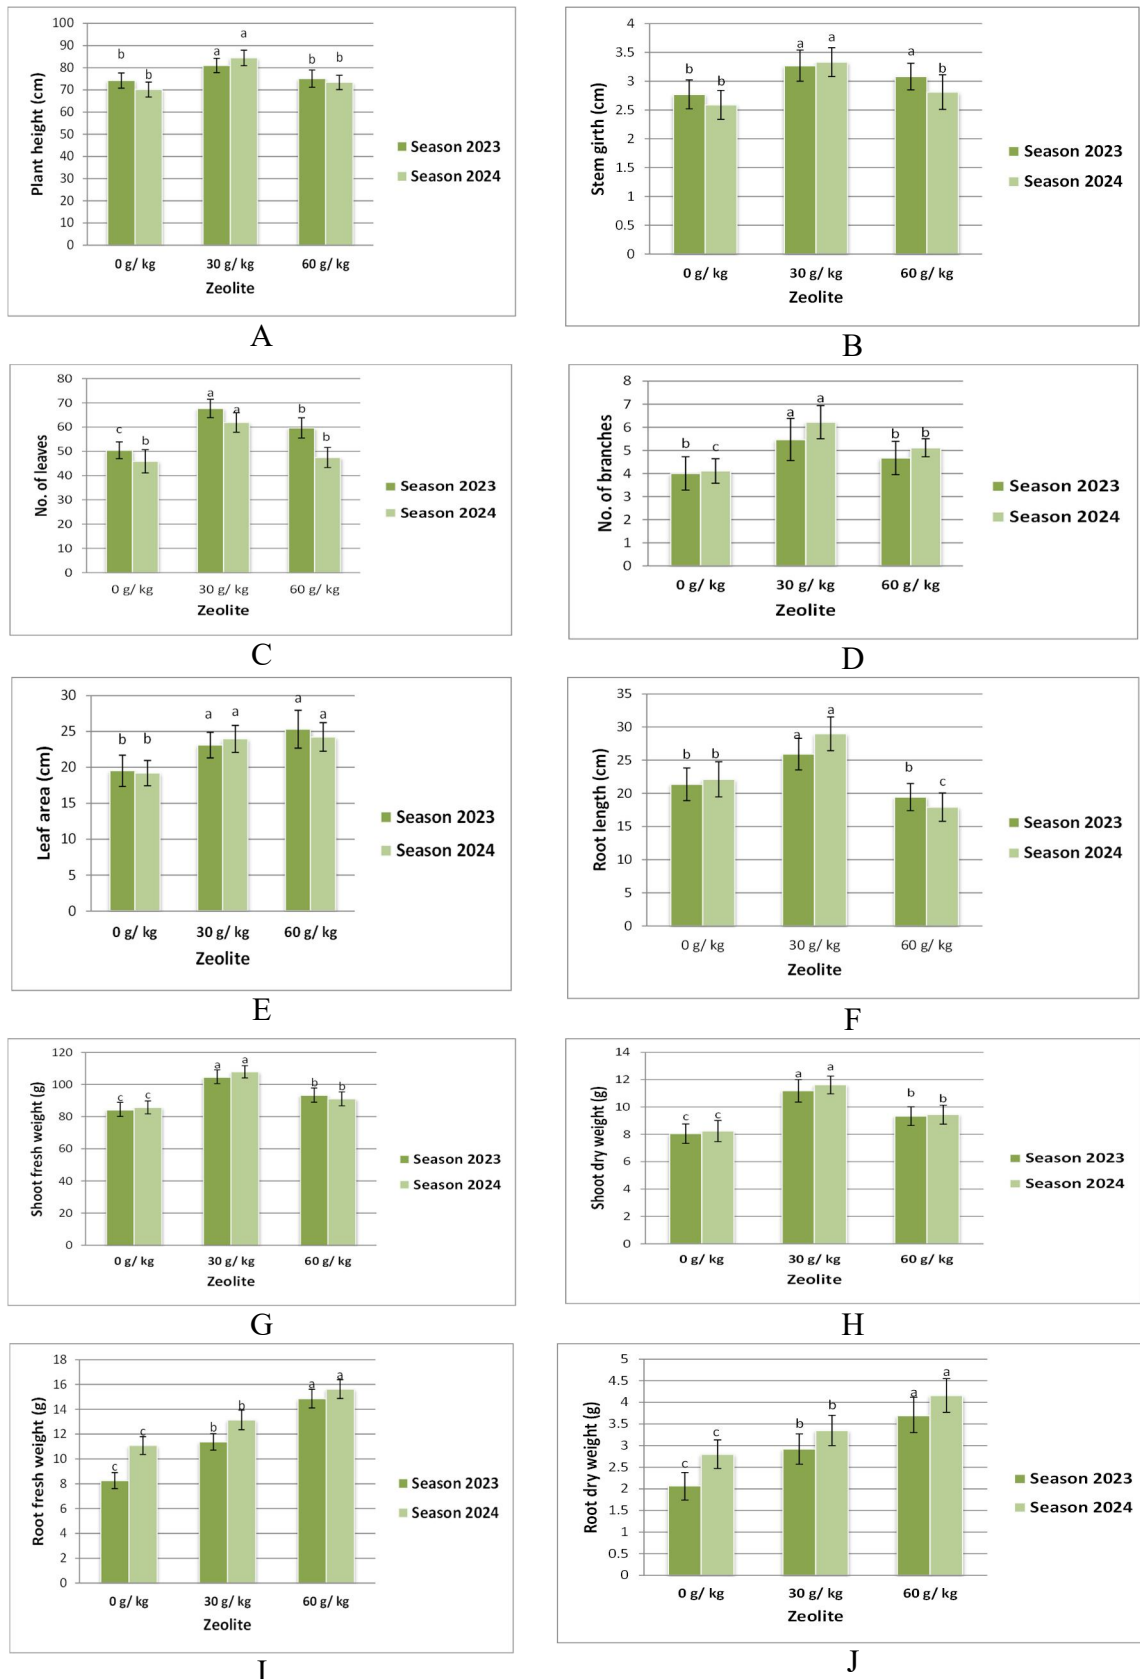 100
90
80
70
60
50
40
30
20
10
0
Plant height (cm)
b
b
a
a
b
b
0 g/ kg
30 g/ kg
60 g/ kg
Zeolite
Season 2023
Season 2024
A
4
3.5
3
2.5
2
1.5
1
0.5
0
Stem girth (cm)
b
b
a
a
a
b
0 g/ kg
30 g/ kg
60 g/ kg
Zeolite
Season 2023
Season 2024
B
80
70
60
50
40
30
20
10
0
No. of leaves
c
b
a
a
b
b
0 g/ kg
30 g/ kg
60 g/ kg
Zeolite
Season 2023
Season 2024
C
8
7
6
5
4
3
2
1
0
No. of branches
b
c
a
a
b
b
0 g/ kg
30 g/ kg
60 g/ kg
Zeolite
Season 2023
Season 2024
D
30
25
20
15
10
5
0
Leaf area (cm)
b
b
a
a
a
a
0 g/ kg
30 g/ kg
60 g/ kg
Zeolite
Season 2023
Season 2024
E
35
30
25
20
15
10
5
0
Root length (cm)
b
b
a
a
b
c
0 g/ kg
30 g/ kg
60 g/ kg
Zeolite
Season 2023
Season 2024
F
120
100
80
60
40
20
0
Shoot fresh weight (g)
c
c
a
a
b
b
0 g/ kg
30 g/ kg
60 g/ kg
Zeolite
Season 2023
Season 2024
G
14
12
10
8
6
4
2
0
Shoot dry weight (g)
c
c
a
a
b
b
0 g/ kg
30 g/ kg
60 g/ kg
Zeolite
Season 2023
Season 2024
H
18
16
14
12
10
8
6
4
2
0
Root fresh weight (g)
c
c
b
b
a
a
0 g/ kg
30 g/ kg
60 g/ kg
Zeolite
Season 2023
Season 2024
I
5
4.5
4
3.5
3
2.5
2
1.5
1
0.5
0
Root dry weight (g)
c
c
b
b
a
a
0 g/ kg
30 g/ kg
60 g/ kg
Zeolite
Season 2023
Season 2024
J